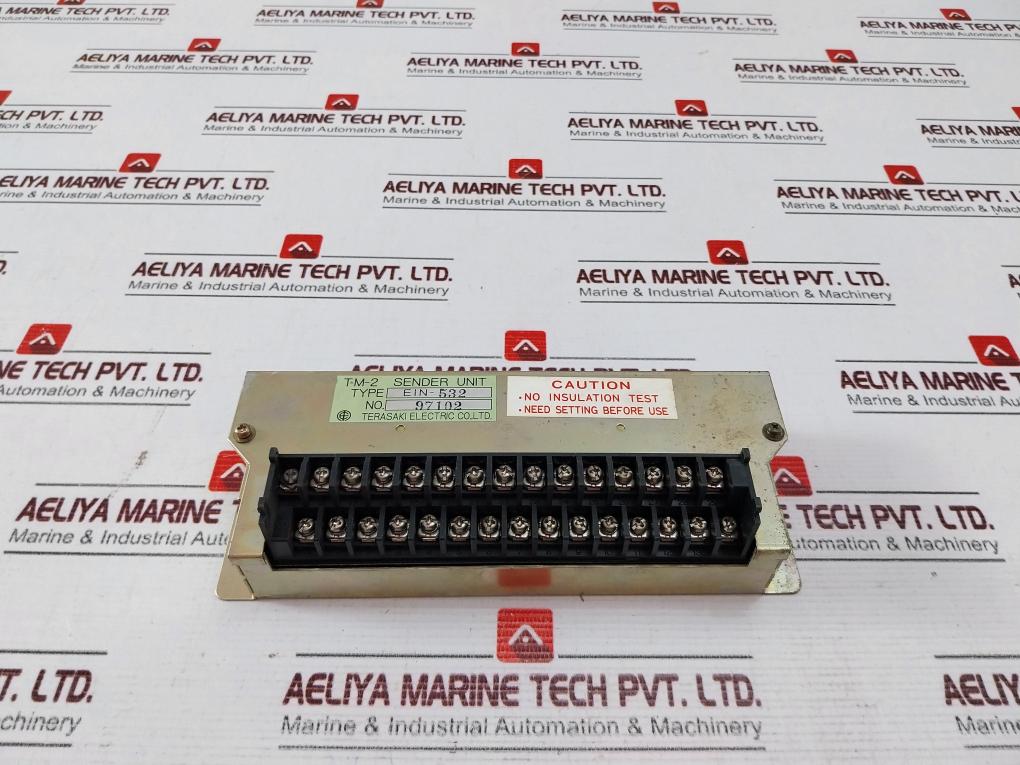 AELIYA MARINE TECH PVT. LTD.
Marine & Industrial Automation & Machinery
AELIYA MARINE TECH PVT. LTD.
Marine & Industrial Automation & Machinery
AELIYA MARINE TECH PVT. LTD.
Marine & Industrial Automation & Machinery
AELIYA MARINE TECH PVT. LTD.
Marine & Industrial Automation & Machinery
AELIYA MARINE TECH PVT. LTD.
Marine & Industrial Automation & Machinery
AELIYA MARINE TECH PVT. LTD.
Marine & Industrial Automation & Machinery
AELIYA MARINE TECH PVT. LTD.
Marine & Industrial Automation & Machinery
AELIYA MARINE TECH PVT. LTD.
Marine & Industrial Automation & Machinery
AELIYA MARINE TECH PVT. LTD.
Marine & Industrial Automation & Machinery
T-M-2 SENDER UNIT
TYPE EIN-532
NO. 97102
TERASAKI ELECTRIC CO.,LTD.
CAUTION
• NO INSULATION TEST
• NEED SETTING BEFORE USE
AELIYA MARINE
Marine & Industrial
TECH PVT. LTD.
Automation & Machinery
AELIYA MARINE TECH PVT. LTD.
Marine & Industrial Automation & Machinery
T. LTD.
chinery
AELIYA
Marine &